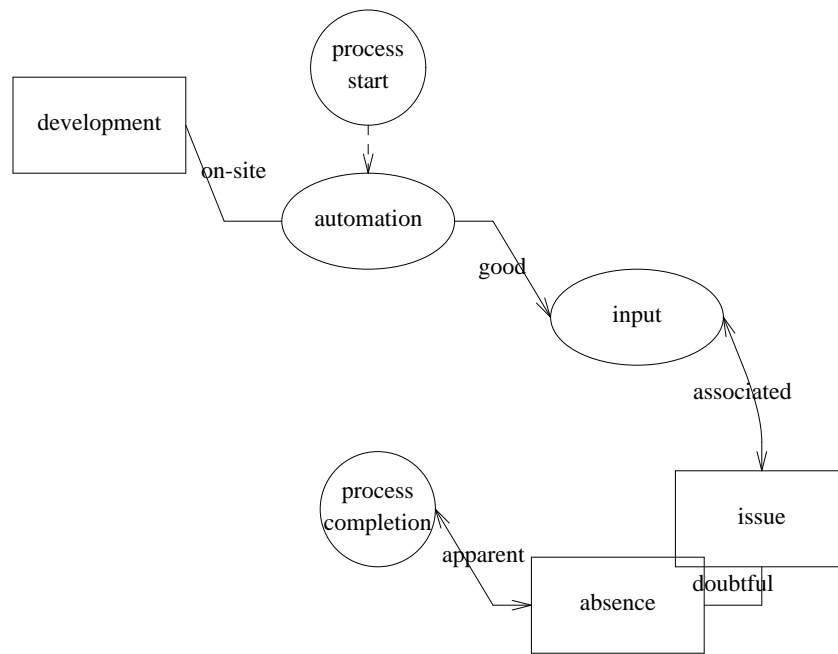 process
start
development
on-site
automation
good
input
associated
process
completion
issue
apparent
doubtful
absence